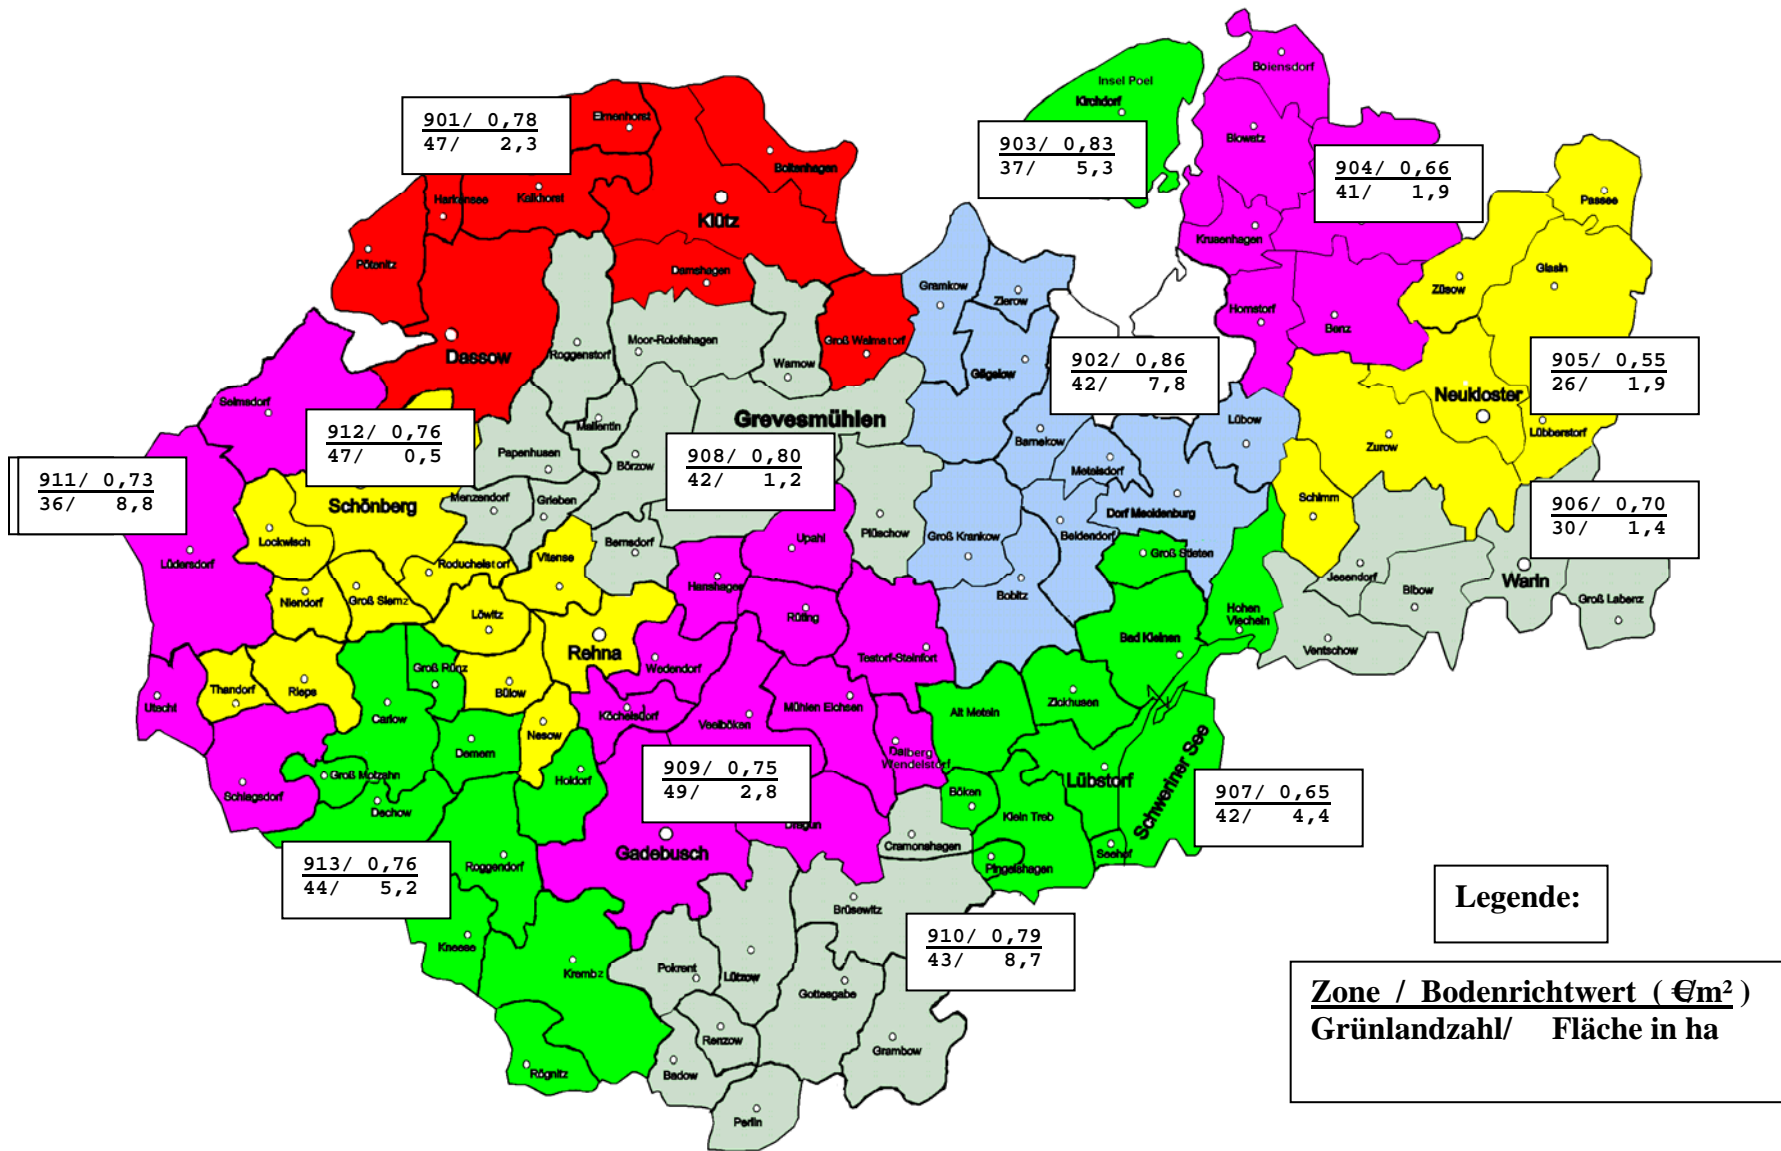 Boiensdorf
Insel Poel
Kirchdorf
901/ 0,78
47/ 2,3
Elmenhorst
903/ 0,83
37/ 5,3
Blowatz
904/ 0,66
41/ 1,9
Boltenhagen
Harkensee
Kalkhorst
Klütz
Passee
Krusenhagen
Pötenitz
Damshagen
Gramkow
Zierow
Glasin
Züsow
Hornstorf
Benz
Dassow
Roggenstorf
Moor-Rolofshagen
Warnow
Groß Walmstorf
Gägelow
902/ 0,86
42/ 7,8
905/ 0,55
26/ 1,9
Neukloster
Selmsdorf
912/ 0,76
47/ 0,5
Mallentin
Grevesmühlen
Barnekow
Lübow
Zurow
Lübberstorf
Papenhusen
Börzow
908/ 0,80
42/ 1,2
Metelsdorf
911/ 0,73
36/ 8,8
Schönberg
Menzendorf
Grieben
Schimm
906/ 0,70
30/ 1,4
Dorf Mecklenburg
Lockwisch
Bernsdorf
Upahl
Plüschow
Groß Krankow
Beidendorf
Groß Stieten
Lüdersdorf
Roduchelstorf
Vitense
Hanshagen
Jesendorf
Bibow
Warin
Groß Labenz
Niendorf
Groß Siemz
Löwitz
Rüting
Bobitz
Hohen
Viecheln
Bad Kleinen
Rehna
Testorf-Steinfort
Ventschow
Wedendorf
Groß Rünz
Thandorf
Rieps
Bülow
Utecht
Carlow
Köchelsdorf
Veelböken
Mühlen Eichsen
Alt Meteln
Zickhusen
Demern
Nesow
Dalberg
Wendelstorf
Schweriner See
Groß Molzahn
Holdorf
909/ 0,75
49/ 2,8
Lübstorf
Schlagsdorf
Dechow
Böken
Klein Treb
907/ 0,65
42/ 4,4
Dragun
Cramonshagen
Gadebusch
Seehof
913/ 0,76
44/ 5,2
Roggendorf
Pingelshagen
Brüsewitz
Legende:
910/ 0,79
43/ 8,7
Kneese
Krembz
Pokrent
Lützow
Gottesgabe
Zone / Bodenrichtwert ( €/m² )
Grünlandzahl/ Fläche in ha
Renzow
Grambow
Rögnitz
Badow
Perlin